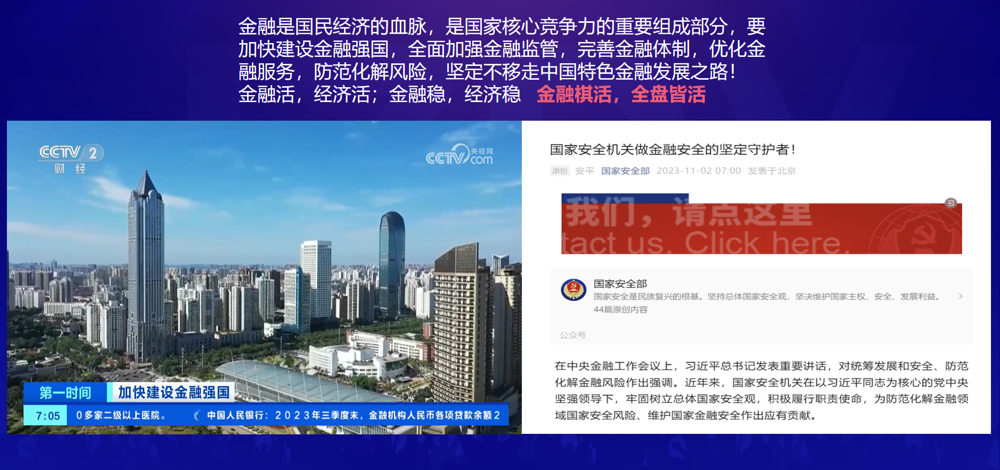 金融是国民经济的血脉，是国家核心竞争力的重要组成部分，要
加快建设金融强国，全面加强金融监管，完善金融体制，优化金
融服务，防范化解风险，坚定不移走中国特色金融发展之路！
金融活，经济活；金融稳，经济稳 金融棋活，全盘皆活
CCTV 2
财 经
央视网
CCTV.com
第一时间 加快建设金融强国
7:05 0多家二级以上医院。 中国人民银行：2023年三季度末，金融机构人民币各项贷款余额2
国家安全机关做金融安全的坚定守护者！
原创 安平 国家安全部 2023-11-02 07:00 发表于北京
我们，请点这里
tact us. Click here.
国家安全部
国家安全是民族复兴的根基。坚持总体国家安全观，坚决维护国家主权、安全、发展利益。
44篇原创内容
公众号
在中央金融工作会议上，习近平总书记发表重要讲话，对统筹发展和安全、防范
化解金融风险作出强调。近年来，国家安全机关在以习近平同志为核心的党中央
坚强领导下，牢固树立总体国家安全观，积极履行职责使命，为防范化解金融领
域国家安全风险、维护国家金融安全作出应有贡献。